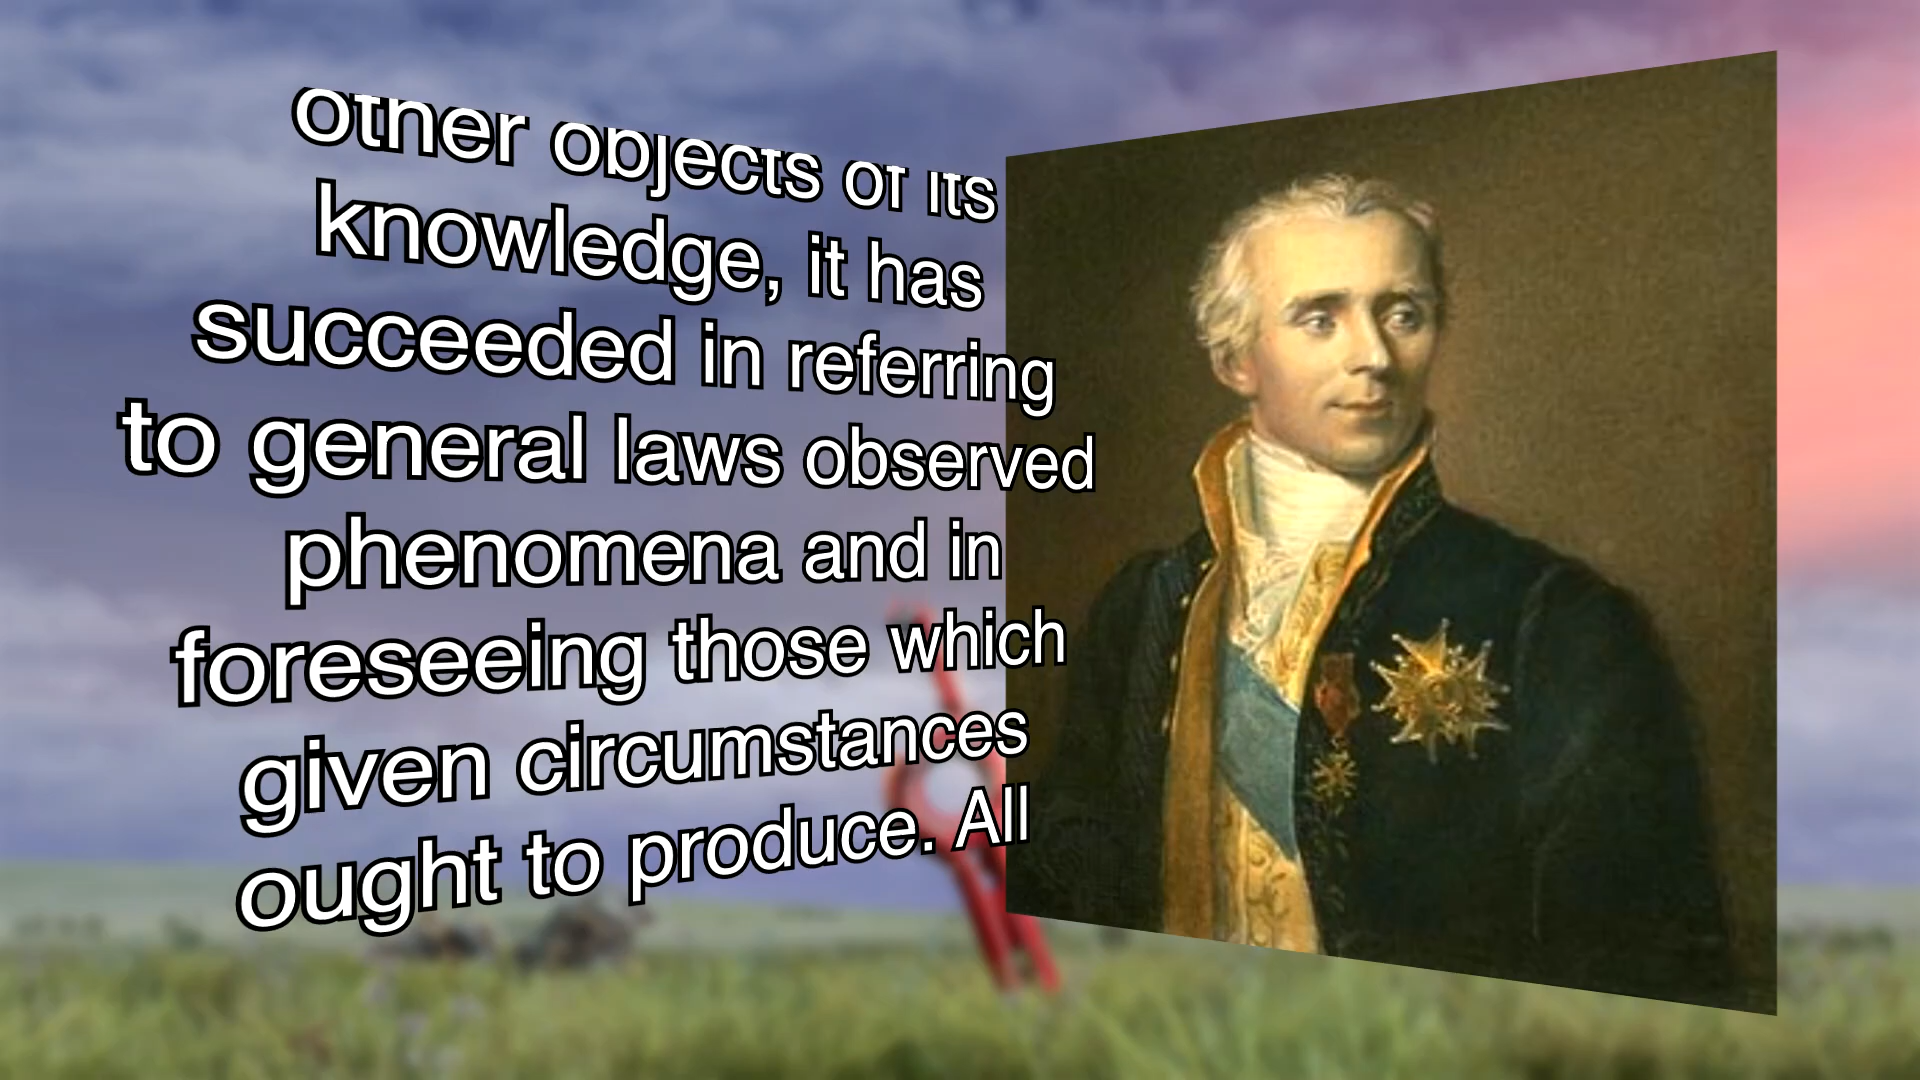 other objects of its
knowledge, it has
succeeded in referring
to general laws observed
phenomena and in
foreseeing those which
given circumstances
ought to produce. All